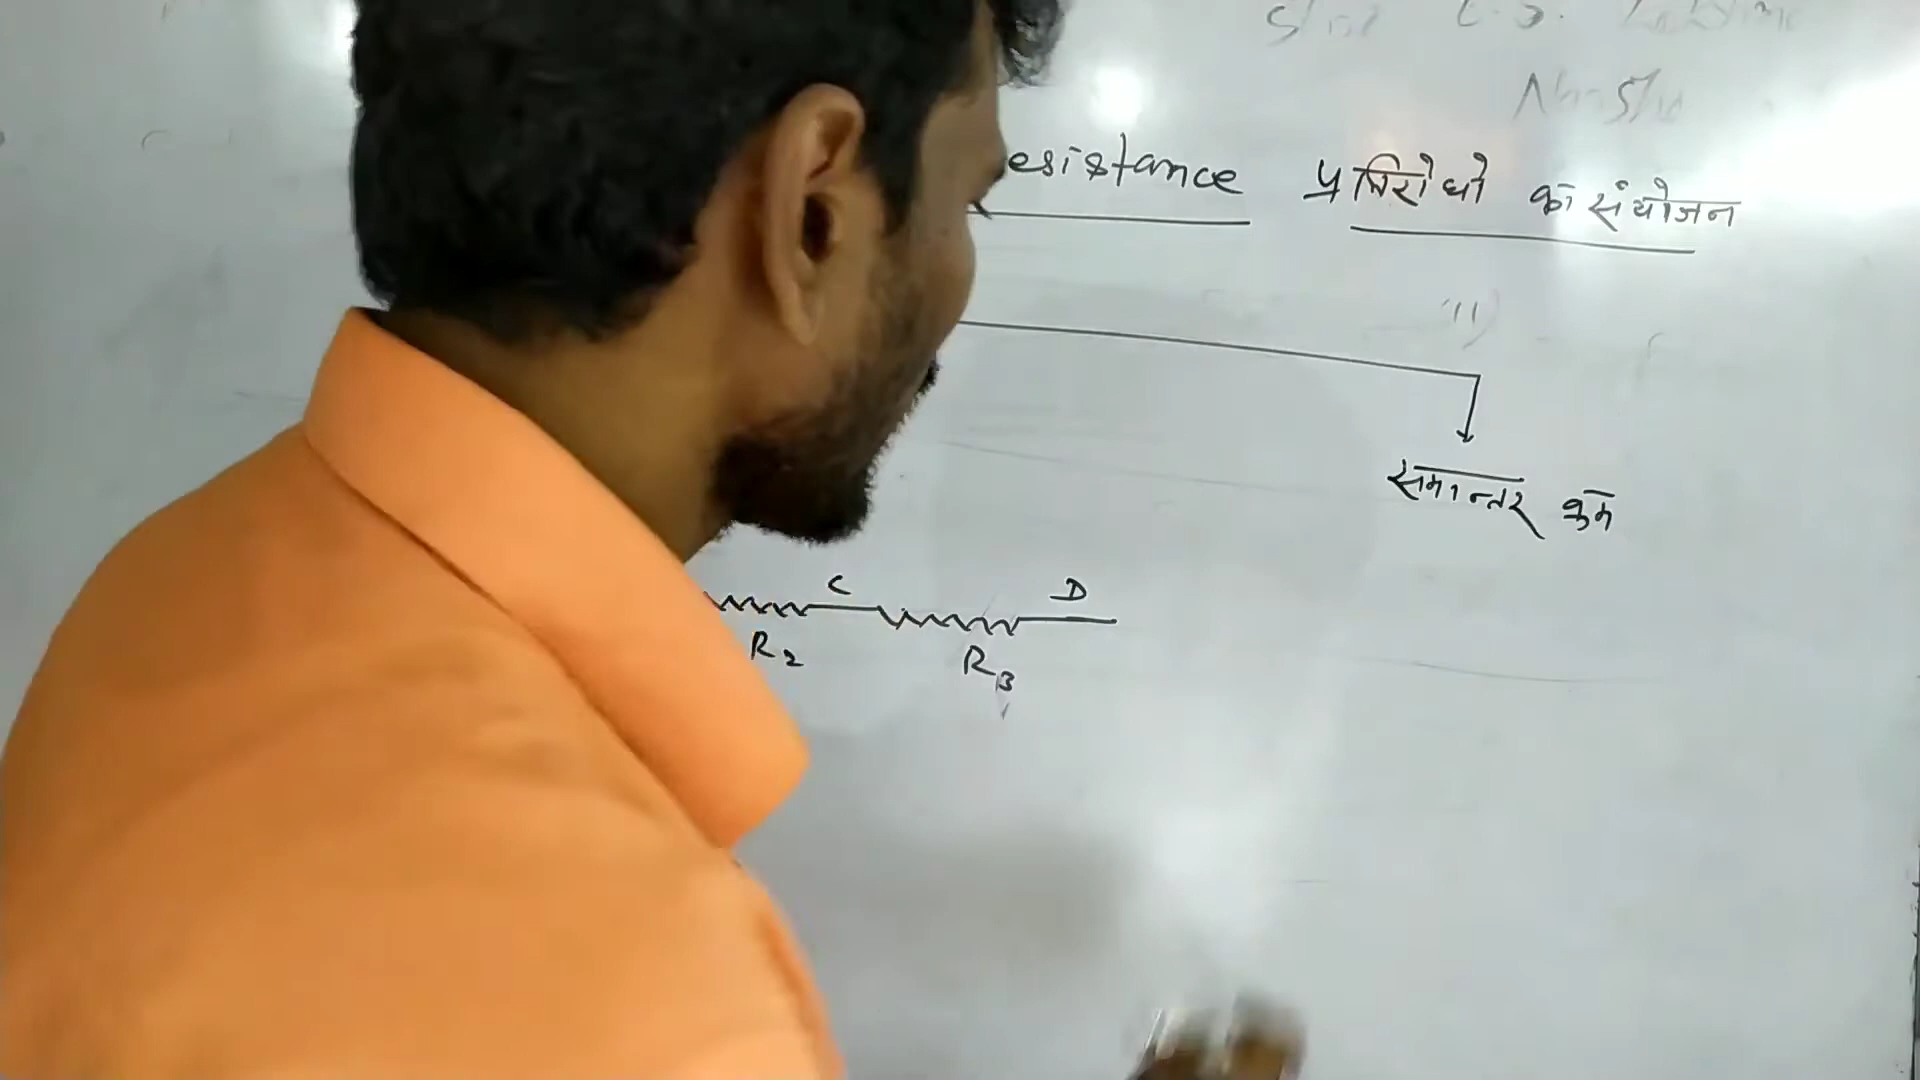 esistance प्रतिरोधो का संयोजन
समान्तर क्रम
C D
R2 R3